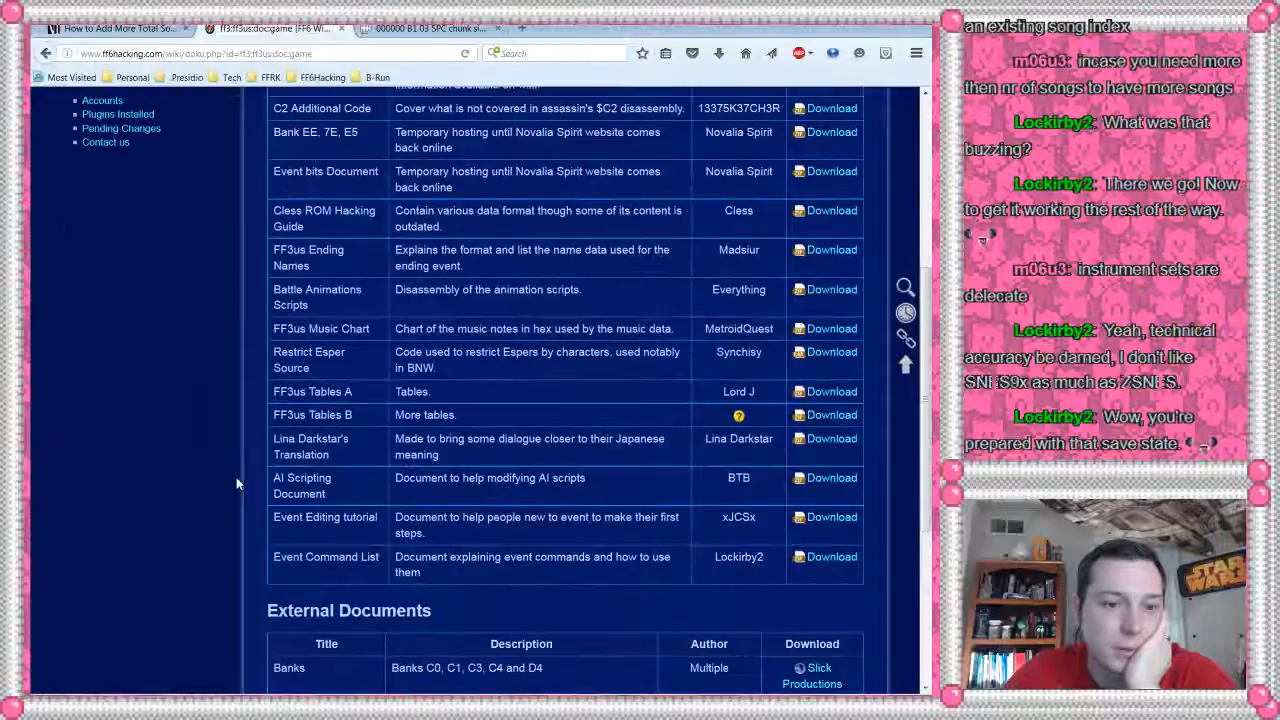 How to Add More Total So...
ff3:ff3us:doc:game [FF6 Wi...
000000 B1 03 SPC chunk si...
www.ff6hacking.com/wiki/doku.php?id=ff3:ff3us:doc:game
Search
Most Visited
Personal
Presidio
Tech
FFRK
FF6Hacking
B-Run
Accounts
Plugins Installed
Pending Changes
Contact us
C2 Additional Code
Cover what is not covered in assassin's $C2 disassembly.
13375K37CH3R
Download
Bank EE, 7E, E5
Temporary hosting until Novalia Spirit website comes
back online
Novalia Spirit
Download
Event bits Document
Temporary hosting until Novalia Spirit website comes
back online
Novalia Spirit
Download
Cless ROM Hacking
Guide
Contain various data format though some of its content is
outdated.
Cless
Download
FF3us Ending
Names
Explains the format and list the name data used for the
ending event.
Madsiur
Download
Battle Animations
Scripts
Disassembly of the animation scripts.
Everything
Download
FF3us Music Chart
Chart of the music notes in hex used by the music data.
MetroidQuest
Download
Restrict Esper
Source
Code used to restrict Espers by characters, used notably
in BNW.
Synchisy
Download
FF3us Tables A
Tables.
Lord J
Download
FF3us Tables B
More tables.
?
Download
Lina Darkstar's
Translation
Made to bring some dialogue closer to their Japanese
meaning
Lina Darkstar
Download
AI Scripting
Document
Document to help modifying AI scripts
BTB
Download
Event Editing tutorial
Document to help people new to event to make their first
steps.
xJCSx
Download
Event Command List
Document explaining event commands and how to use
them
Lockirby2
Download
External Documents
Title
Description
Author
Download
Banks
Banks C0, C1, C3, C4 and D4
Multiple
Slick
Productions
an existing song index
m06u3: incase you need more
then nr of songs to have more songs
Lockirby2: What was that
buzzing?
Lockirby2: There we go! Now
to get it working the rest of the way.
m06u3: instrument sets are
delecate
Lockirby2: Yeah, technical
accuracy be darned, I don't like
SNES9x as much as ZSNES.
Lockirby2: Wow, you're
prepared with that save state.
STAR
WARS